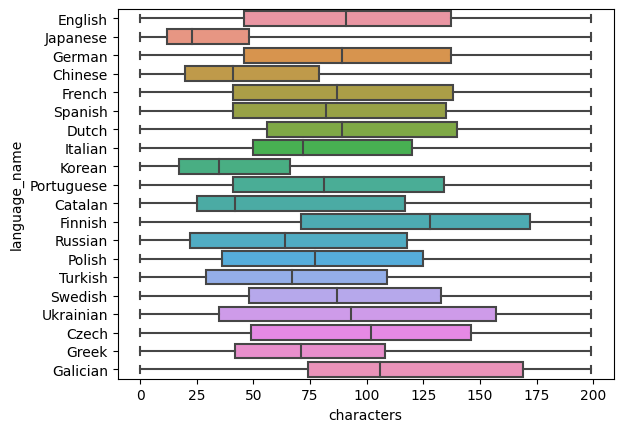 language_name
English
Japanese
German
Chinese
French
Spanish
Dutch
Italian
Korean
Portuguese
Catalan
Finnish
Russian
Polish
Turkish
Swedish
Ukrainian
Czech
Greek
Galician
0 25 50 75 100 125 150 175 200
characters